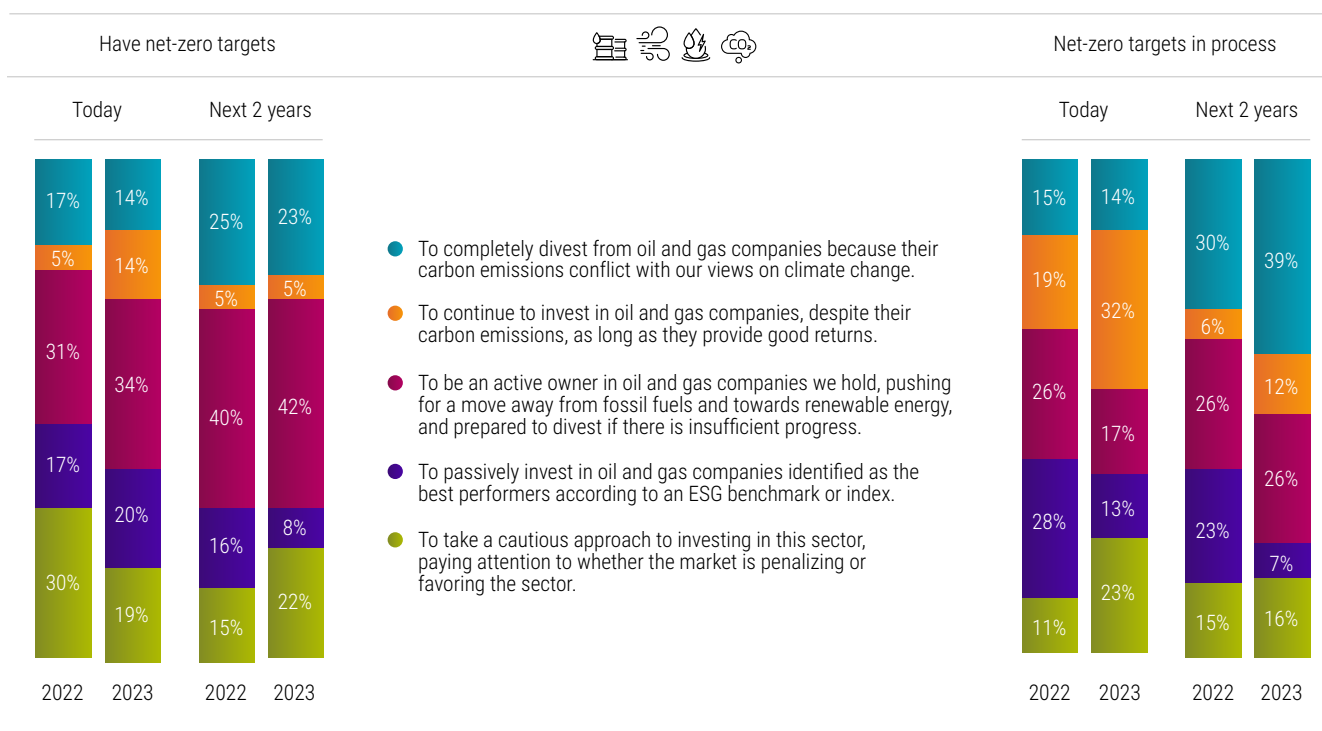 Have net-zero targets
CO₂
Net-zero targets in process
Today
Next 2 years
Today
Next 2 years
17%
5%
31%
17%
30%
14%
14%
34%
20%
19%
25%
5%
40%
16%
15%
23%
5%
42%
8%
22%
To completely divest from oil and gas companies because their
carbon emissions conflict with our views on climate change.
To continue to invest in oil and gas companies, despite their
carbon emissions, as long as they provide good returns.
To be an active owner in oil and gas companies we hold, pushing
for a move away from fossil fuels and towards renewable energy,
and prepared to divest if there is insufficient progress.
To passively invest in oil and gas companies identified as the
best performers according to an ESG benchmark or index.
To take a cautious approach to investing in this sector,
paying attention to whether the market is penalizing or
favoring the sector.
15%
19%
26%
28%
11%
14%
32%
17%
13%
23%
30%
6%
26%
23%
15%
39%
12%
26%
7%
16%
2022
2023
2022
2023
2022
2023
2022
2023